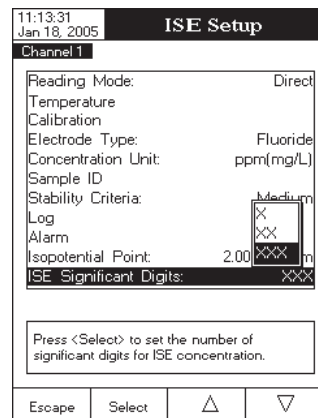 11:13:31
Jan 18, 2005
ISE Setup
Channel 1
Reading Mode: Direct
Temperature
Calibration
Electrode Type: Fluoride
Concentration Unit: ppm(mg/L)
Sample ID
Stability Criteria: Medium
Log
X
Alarm
XX
Isopotential Point: 2.00
XXX
ISE Significant Digits: XXX
Press <Select> to set the number of
significant digits for ISE concentration.
Escape Select △ ▽